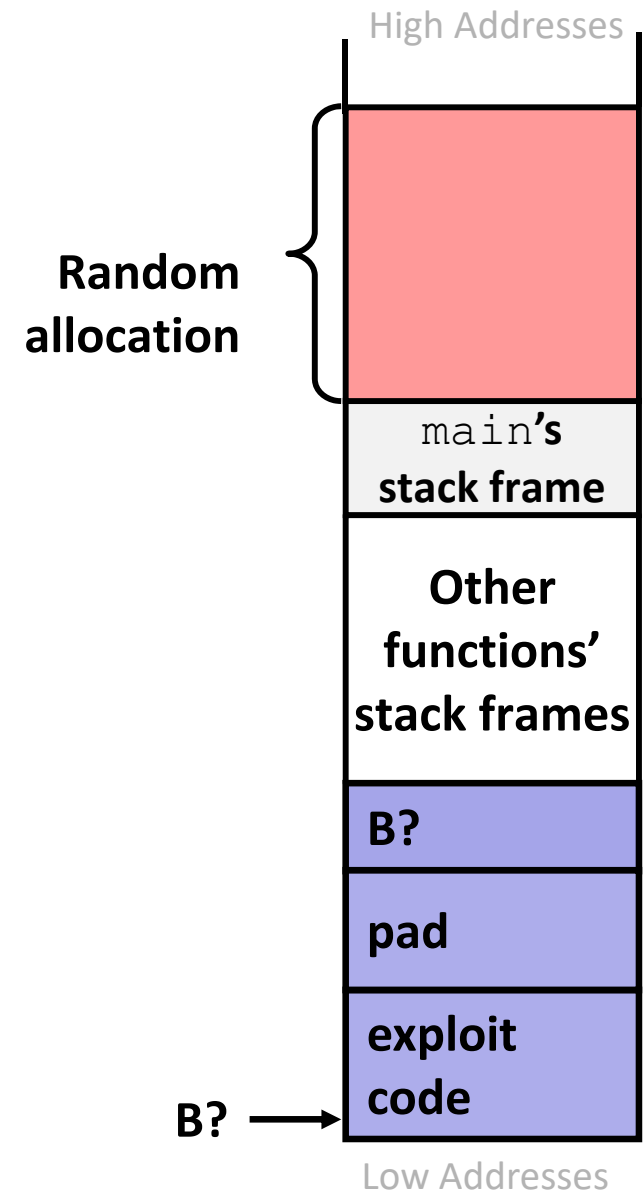 High Addresses
Random
allocation
main’s
stack frame
Other
functions’
stack frames
B?
pad
exploit
code
B?
Low Addresses